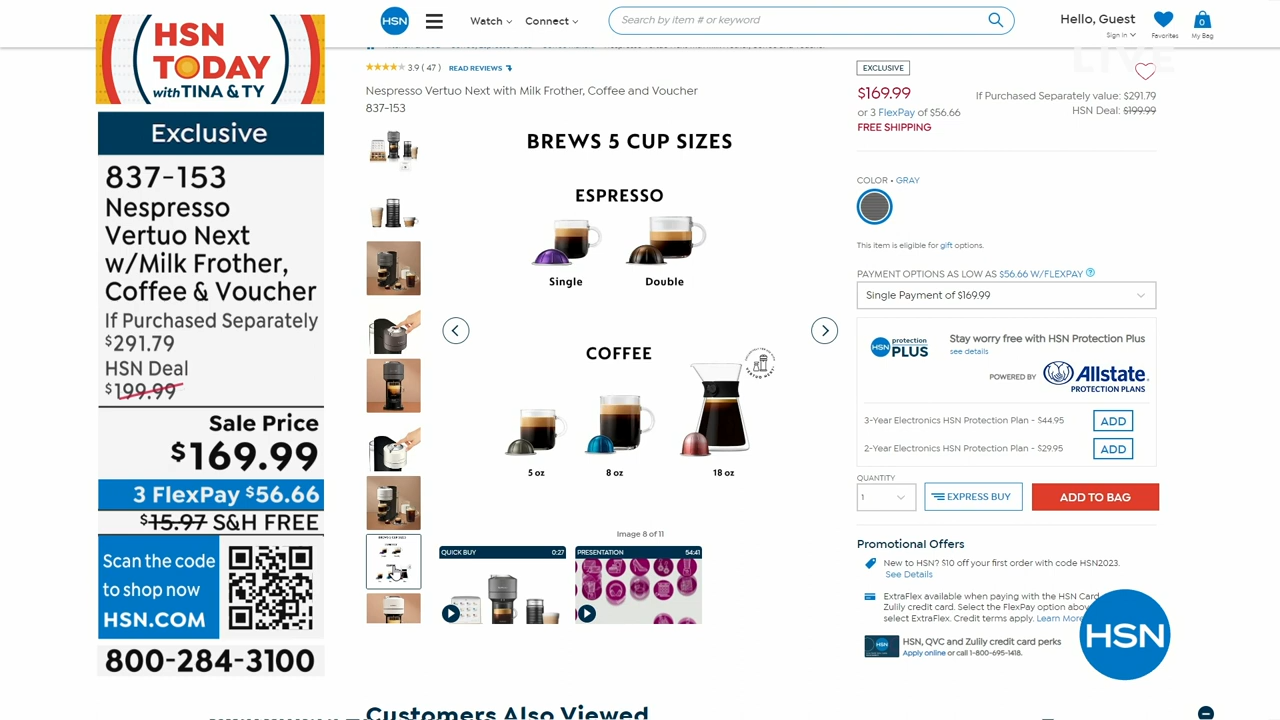 HSN
TODAY
with TINA & TY
Exclusive
837-153
Nespresso
Vertuo Next
w/Milk Frother,
Coffee & Voucher
If Purchased Separately
$291.79
HSN Deal
$199.99
Sale Price
$169.99
3 FlexPay $56.66
$15.97 S&H FREE
Scan the code
to shop now
HSN.COM
800-284-3100
HSN
Watch
Connect
Search by item # or keyword
Hello, Guest
Sign In
Favorites
0
My Bag
LIVE
3.9 ( 47 )
READ REVIEWS
Nespresso Vertuo Next with Milk Frother, Coffee and Voucher
837-153
BREWS 5 CUP SIZES
ESPRESSO
Single
Double
COFFEE
5 oz
8 oz
18 oz
Image 8 of 11
QUICK BUY 0:27
PRESENTATION 54:41
EXCLUSIVE
$169.99
or 3 FlexPay of $56.66
FREE SHIPPING
If Purchased Separately value: $291.79
HSN Deal: $199.99
COLOR • GRAY
This item is eligible for gift options.
PAYMENT OPTIONS AS LOW AS $56.66 W/FLEXPAY ?
Single Payment of $169.99
HSN protection PLUS
Stay worry free with HSN Protection Plus
see details
POWERED BY Allstate
PROTECTION PLANS
3-Year Electronics HSN Protection Plan - $44.95 ADD
2-Year Electronics HSN Protection Plan - $29.95 ADD
QUANTITY
1
EXPRESS BUY
ADD TO BAG
Promotional Offers
New to HSN? $10 off your first order with code HSN2023.
See Details
ExtraFlex available when paying with the HSN Card
Zulily credit card. Select the FlexPay option abov
select ExtraFlex. Credit terms apply. Learn More
HSN, QVC and Zulily credit card perks
Apply online or call 1-800-695-1418.
HSN
Customers Also Viewed